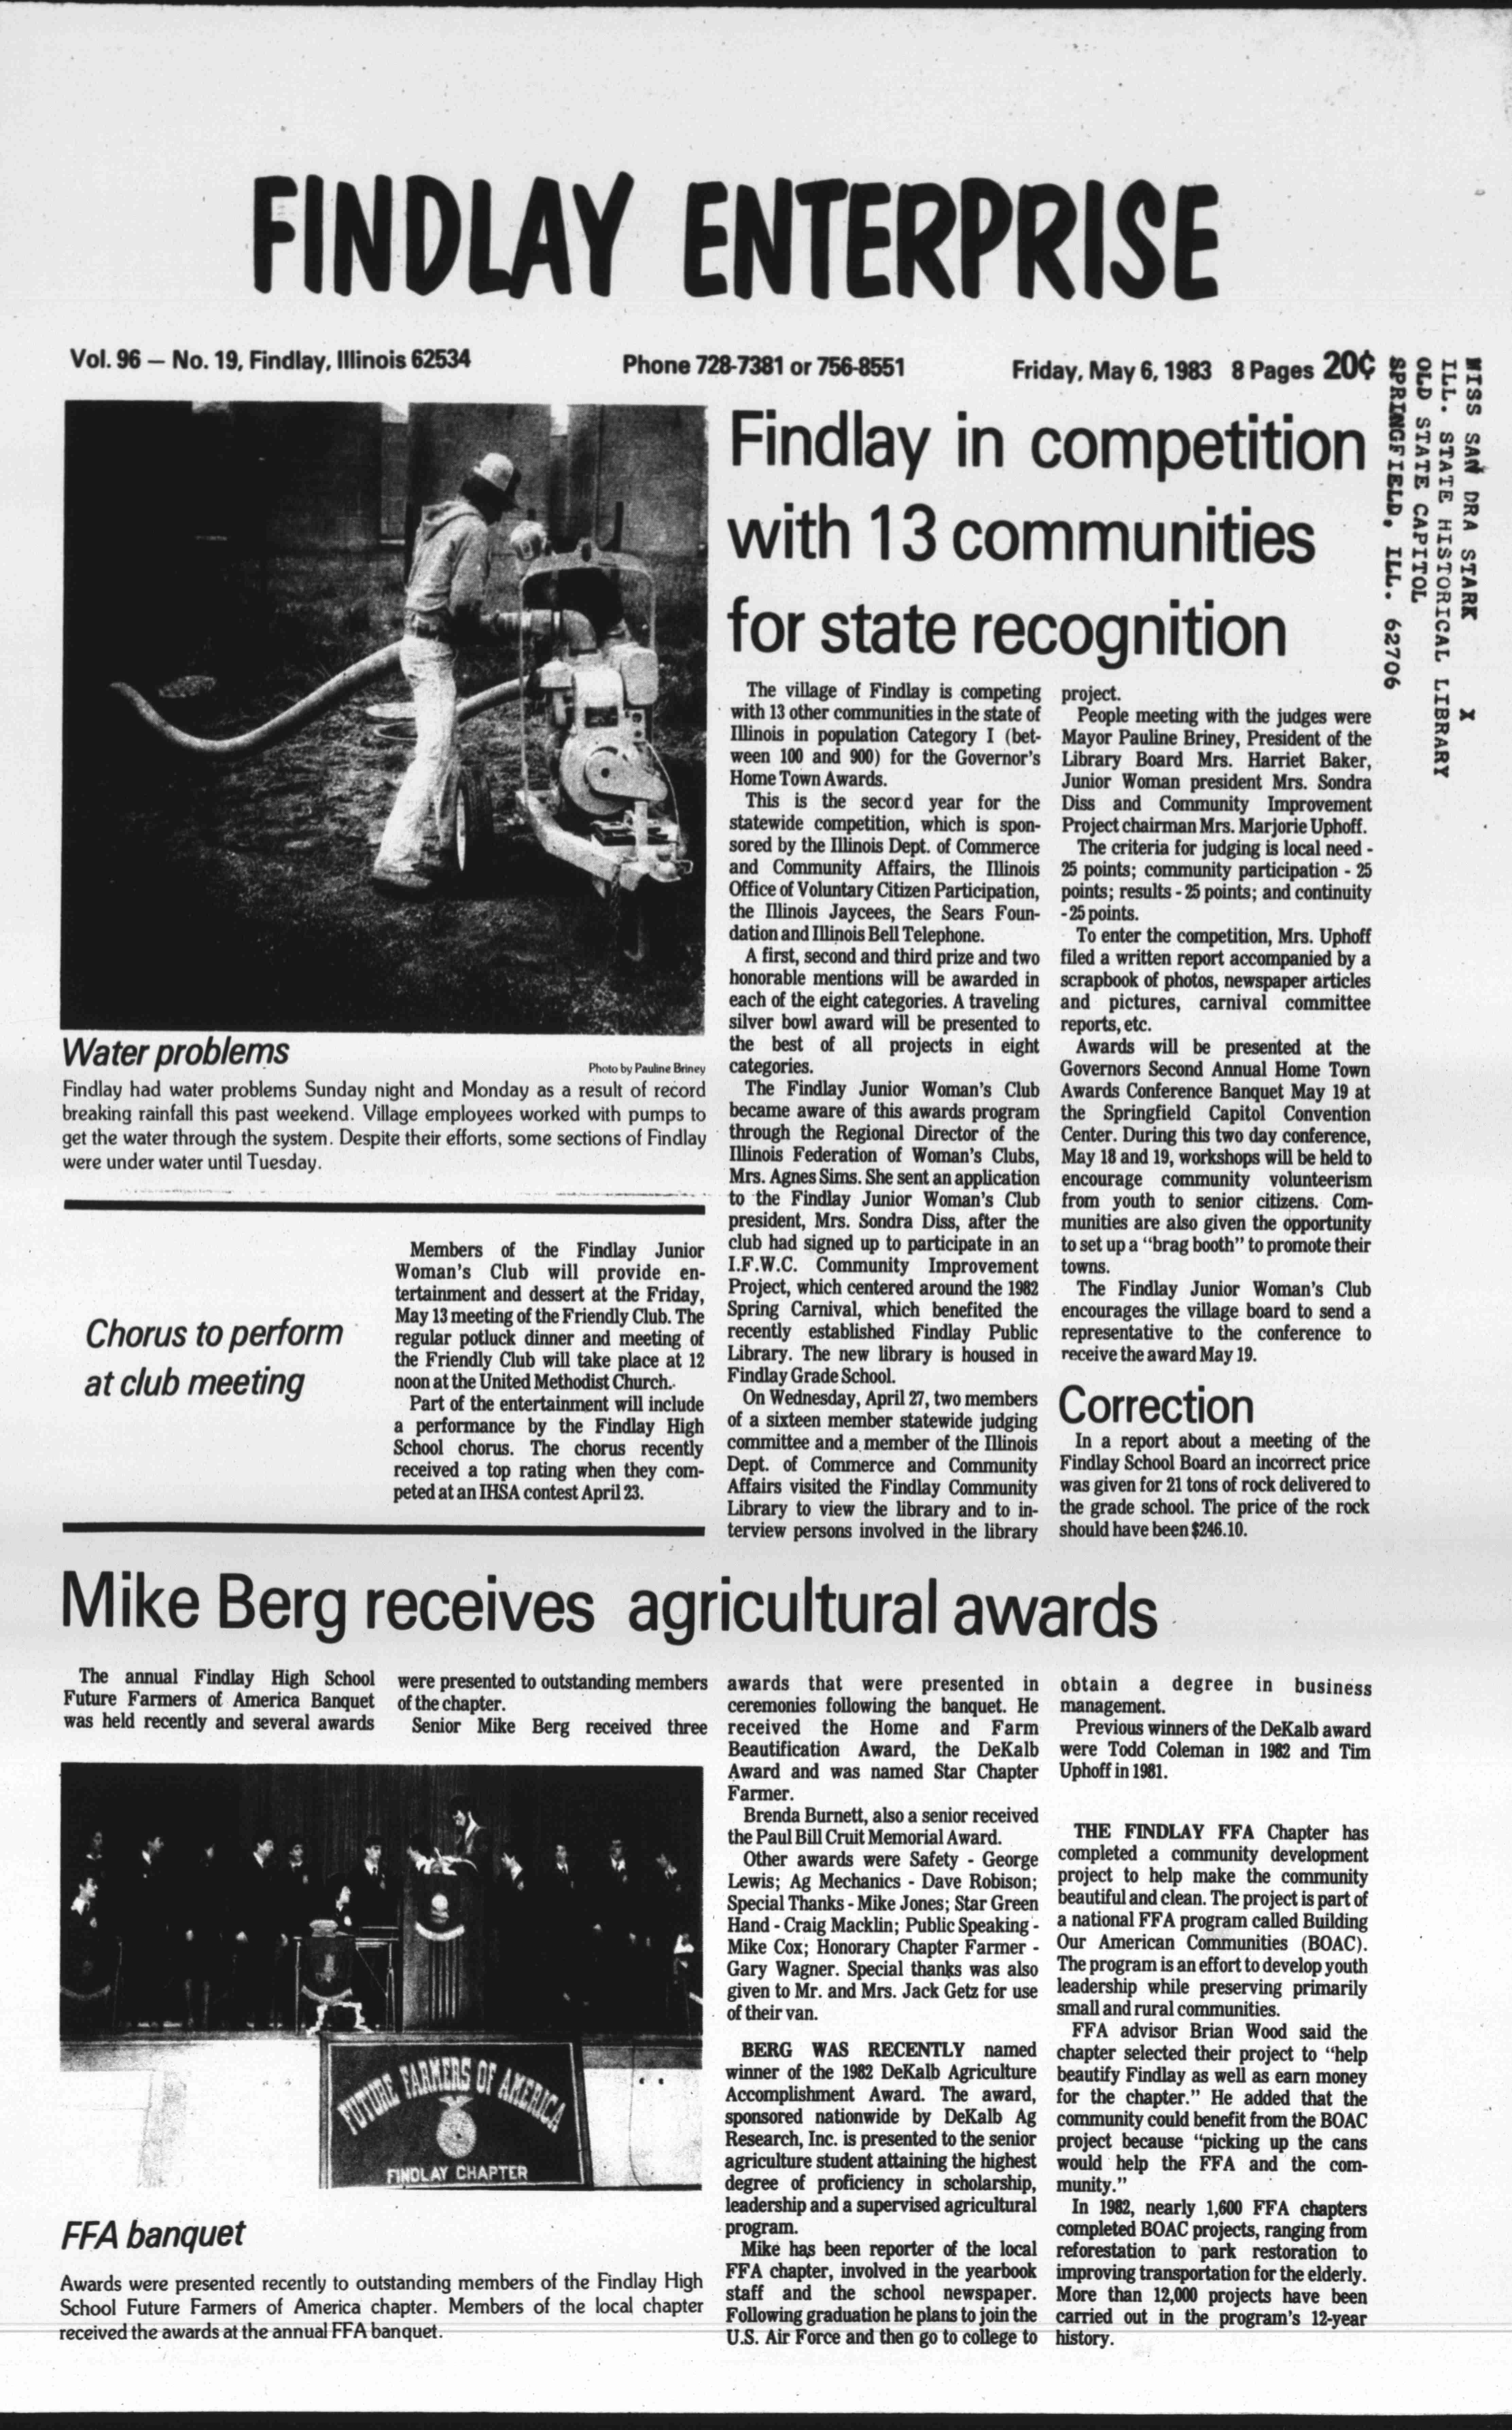 FINDLAY ENTERPRISE
Vol. 96 — No. 19, Findlay, Illinois 62534
Phone 728-7381 or 756-8551
Friday, May 6, 1983 8 Pages 20¢
MISS SAN DRA STARK X
ILL. STATE HISTORICAL LIBRARY
OLD STATE CAPITOL
SPRINGFIELD, ILL. 62706
Water problems
Photo by Pauline Briney
Findlay had water problems Sunday night and Monday as a result of record
breaking rainfall this past weekend. Village employees worked with pumps to
get the water through the system. Despite their efforts, some sections of Findlay
were under water until Tuesday.
Chorus to perform
at club meeting
Members of the Findlay Junior
Woman's Club will provide en-
tertainment and dessert at the Friday,
May 13 meeting of the Friendly Club. The
regular potluck dinner and meeting of
the Friendly Club will take place at 12
noon at the United Methodist Church.
Part of the entertainment will include
a performance by the Findlay High
School chorus. The chorus recently
received a top rating when they com-
peted at an IHSA contest April 23.
Findlay in competition
with 13 communities
for state recognition
The village of Findlay is competing
with 13 other communities in the state of
Illinois in population Category I (bet-
ween 100 and 900) for the Governor's
Home Town Awards.
This is the second year for the
statewide competition, which is spon-
sored by the Illinois Dept. of Commerce
and Community Affairs, the Illinois
Office of Voluntary Citizen Participation,
the Illinois Jaycees, the Sears Foun-
dation and Illinois Bell Telephone.
A first, second and third prize and two
honorable mentions will be awarded in
each of the eight categories. A traveling
silver bowl award will be presented to
the best of all projects in eight
categories.
The Findlay Junior Woman's Club
became aware of this awards program
through the Regional Director of the
Illinois Federation of Woman's Clubs,
Mrs. Agnes Sims. She sent an application
to the Findlay Junior Woman's Club
president, Mrs. Sondra Diss, after the
club had signed up to participate in an
I.F.W.C. Community Improvement
Project, which centered around the 1982
Spring Carnival, which benefited the
recently established Findlay Public
Library. The new library is housed in
Findlay Grade School.
On Wednesday, April 27, two members
of a sixteen member statewide judging
committee and a member of the Illinois
Dept. of Commerce and Community
Affairs visited the Findlay Community
Library to view the library and to in-
terview persons involved in the library
project.
People meeting with the judges were
Mayor Pauline Briney, President of the
Library Board Mrs. Harriet Baker,
Junior Woman president Mrs. Sondra
Diss and Community Improvement
Project chairman Mrs. Marjorie Uphoff.
The criteria for judging is local need -
25 points; community participation - 25
points; results - 25 points; and continuity
- 25 points.
To enter the competition, Mrs. Uphoff
filed a written report accompanied by a
scrapbook of photos, newspaper articles
and pictures, carnival committee
reports, etc.
Awards will be presented at the
Governors Second Annual Home Town
Awards Conference Banquet May 19 at
the Springfield Capitol Convention
Center. During this two day conference,
May 18 and 19, workshops will be held to
encourage community volunteerism
from youth to senior citizens. Com-
munities are also given the opportunity
to set up a "brag booth" to promote their
towns.
The Findlay Junior Woman's Club
encourages the village board to send a
representative to the conference to
receive the award May 19.
Correction
In a report about a meeting of the
Findlay School Board an incorrect price
was given for 21 tons of rock delivered to
the grade school. The price of the rock
should have been $246.10.
Mike Berg receives agricultural awards
The annual Findlay High School
Future Farmers of America Banquet
was held recently and several awards
were presented to outstanding members
of the chapter.
Senior Mike Berg received three
awards that were presented in
ceremonies following the banquet. He
received the Home and Farm
Beautification Award, the DeKalb
Award and was named Star Chapter
Farmer.
Brenda Burnett, also a senior received
the Paul Bill Cruit Memorial Award.
Other awards were Safety - George
Lewis; Ag Mechanics - Dave Robison;
Special Thanks - Mike Jones; Star Green
Hand - Craig Macklin; Public Speaking -
Mike Cox; Honorary Chapter Farmer -
Gary Wagner. Special thanks was also
given to Mr. and Mrs. Jack Getz for use
of their van.
BERG WAS RECENTLY named
winner of the 1982 DeKalb Agriculture
Accomplishment Award. The award,
sponsored nationwide by DeKalb Ag
Research, Inc. is presented to the senior
agriculture student attaining the highest
degree of proficiency in scholarship,
leadership and a supervised agricultural
program.
Mike has been reporter of the local
FFA chapter, involved in the yearbook
staff and the school newspaper.
Following graduation he plans to join the
U.S. Air Force and then go to college to
obtain a degree in business
management.
Previous winners of the DeKalb award
were Todd Coleman in 1982 and Tim
Uphoff in 1981.
THE FINDLAY FFA Chapter has
completed a community development
project to help make the community
beautiful and clean. The project is part of
a national FFA program called Building
Our American Communities (BOAC).
The program is an effort to develop youth
leadership while preserving primarily
small and rural communities.
FFA advisor Brian Wood said the
chapter selected their project to "help
beautify Findlay as well as earn money
for the chapter." He added that the
community could benefit from the BOAC
project because "picking up the cans
would help the FFA and the com-
munity."
In 1982, nearly 1,600 FFA chapters
completed BOAC projects, ranging from
reforestation to park restoration to
improving transportation for the elderly.
More than 12,000 projects have been
carried out in the program's 12-year
history.
FUTURE FARMERS OF AMERICA
FINDLAY CHAPTER
FFA banquet
Awards were presented recently to outstanding members of the Findlay High
School Future Farmers of America chapter. Members of the local chapter
received the awards at the annual FFA banquet.